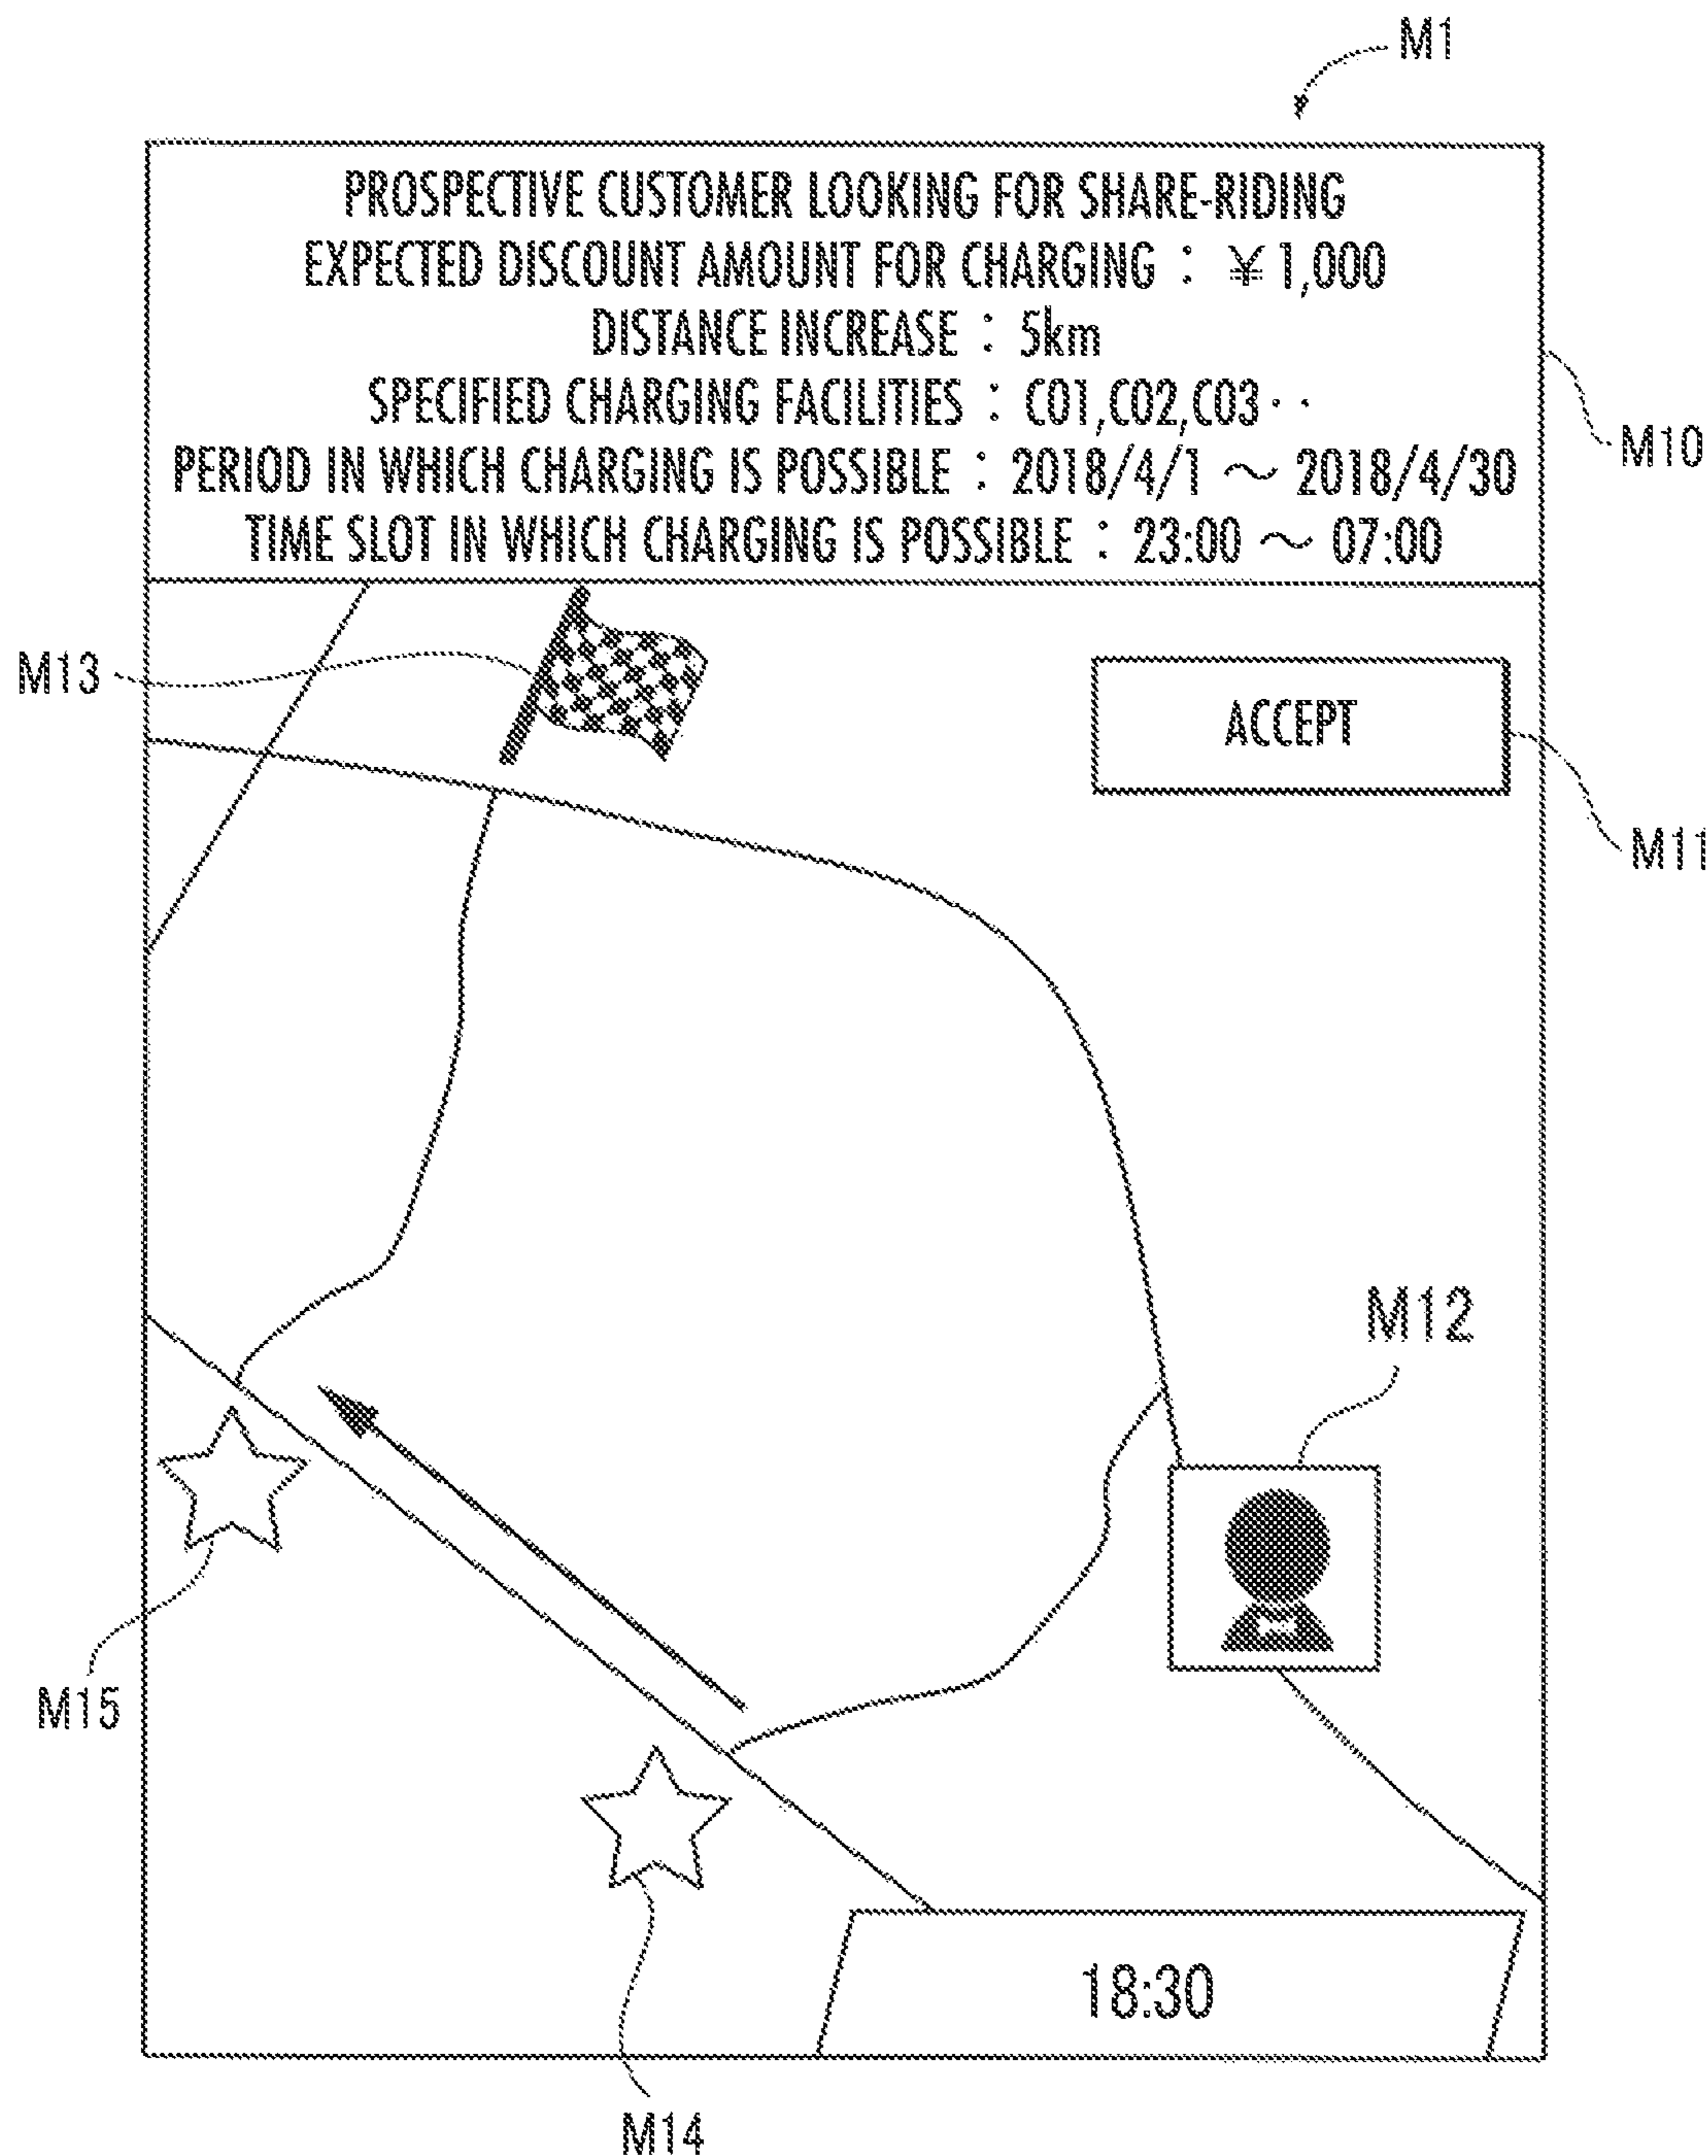 M1
PROSPECTIVE CUSTOMER LOOKING FOR SHARE-RIDING
EXPECTED DISCOUNT AMOUNT FOR CHARGING : ¥1,000
DISTANCE INCREASE : 5km
SPECIFIED CHARGING FACILITIES : C01,C02,C03··
M10
PERIOD IN WHICH CHARGING IS POSSIBLE : 2018/4/1 ~ 2018/4/30
TIME SLOT IN WHICH CHARGING IS POSSIBLE : 23:00 ~ 07:00
M13
ACCEPT
M11
M12
M15
18:30
M14